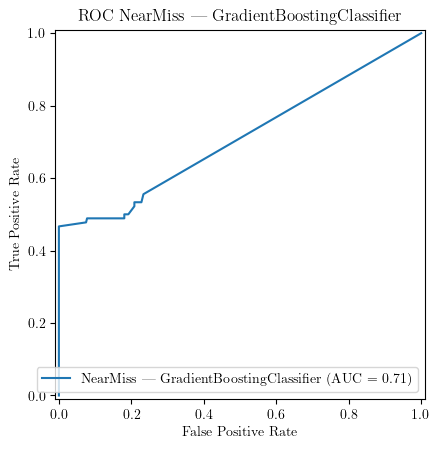 ROC NearMiss — GradientBoostingClassifier
1.0
0.8
0.6
0.4
0.2
0.0
True Positive Rate
NearMiss — GradientBoostingClassifier (AUC = 0.71)
0.0 0.2 0.4 0.6 0.8 1.0
False Positive Rate